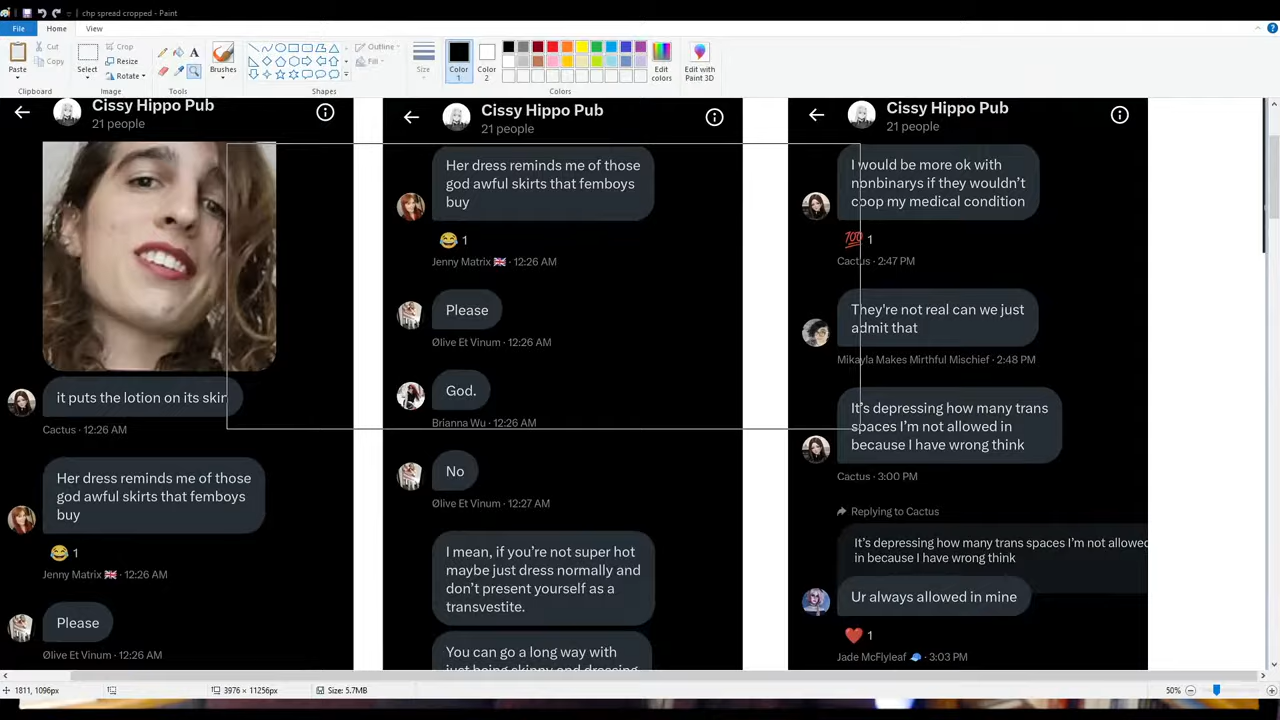 chp spread cropped - Paint
File
Home
View
Paste
Cut
Copy
Clipboard
Select
Crop
Resize
Rotate
Image
A
Tools
Brushes
Shapes
Outline
Fill
Size
Color
1
Color
2
Colors
Edit
colors
Edit with
Paint 3D
Cissy Hippo Pub
21 people
it puts the lotion on its skin
Cactus · 12:26 AM
Her dress reminds me of those
god awful skirts that femboys
buy
😂 1
Jenny Matrix 🇬🇧 · 12:26 AM
Please
Ølive Et Vinum · 12:26 AM
Cissy Hippo Pub
21 people
Her dress reminds me of those
god awful skirts that femboys
buy
😂 1
Jenny Matrix 🇬🇧 · 12:26 AM
Please
Ølive Et Vinum · 12:26 AM
God.
Brianna Wu · 12:26 AM
No
Ølive Et Vinum · 12:27 AM
I mean, if you're not super hot
maybe just dress normally and
don't present yourself as a
transvestite.
You can go a long way with
just being skinny and dressing
Cissy Hippo Pub
21 people
I would be more ok with
nonbinarys if they wouldn't
coop my medical condition
💯 1
Cactus · 2:47 PM
They're not real can we just
admit that
Mikayla Makes Mirthful Mischief · 2:48 PM
It's depressing how many trans
spaces I'm not allowed in
because I have wrong think
Cactus · 3:00 PM
Replying to Cactus
It's depressing how many trans spaces I'm not allowed
in because I have wrong think
Ur always allowed in mine
❤️ 1
Jade McFlyleaf 🧢 · 3:03 PM
1811, 1096px
3976 × 11256px
Size: 5.7MB
50%